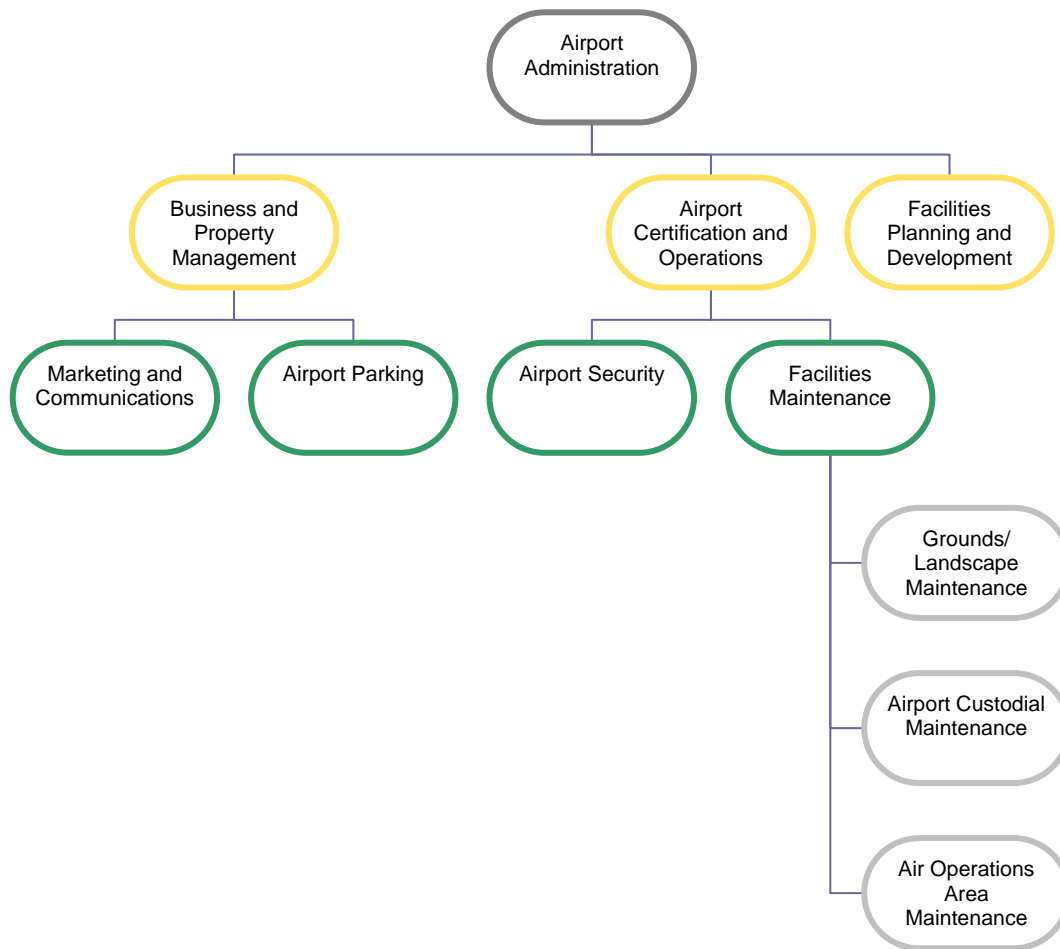 Airport
Administration
Business and
Property
Management
Airport
Certification and
Operations
Facilities
Planning and
Development
Marketing and
Communications
Airport Parking
Airport Security
Facilities
Maintenance
Grounds/
Landscape
Maintenance
Airport Custodial
Maintenance
Air Operations
Area
Maintenance